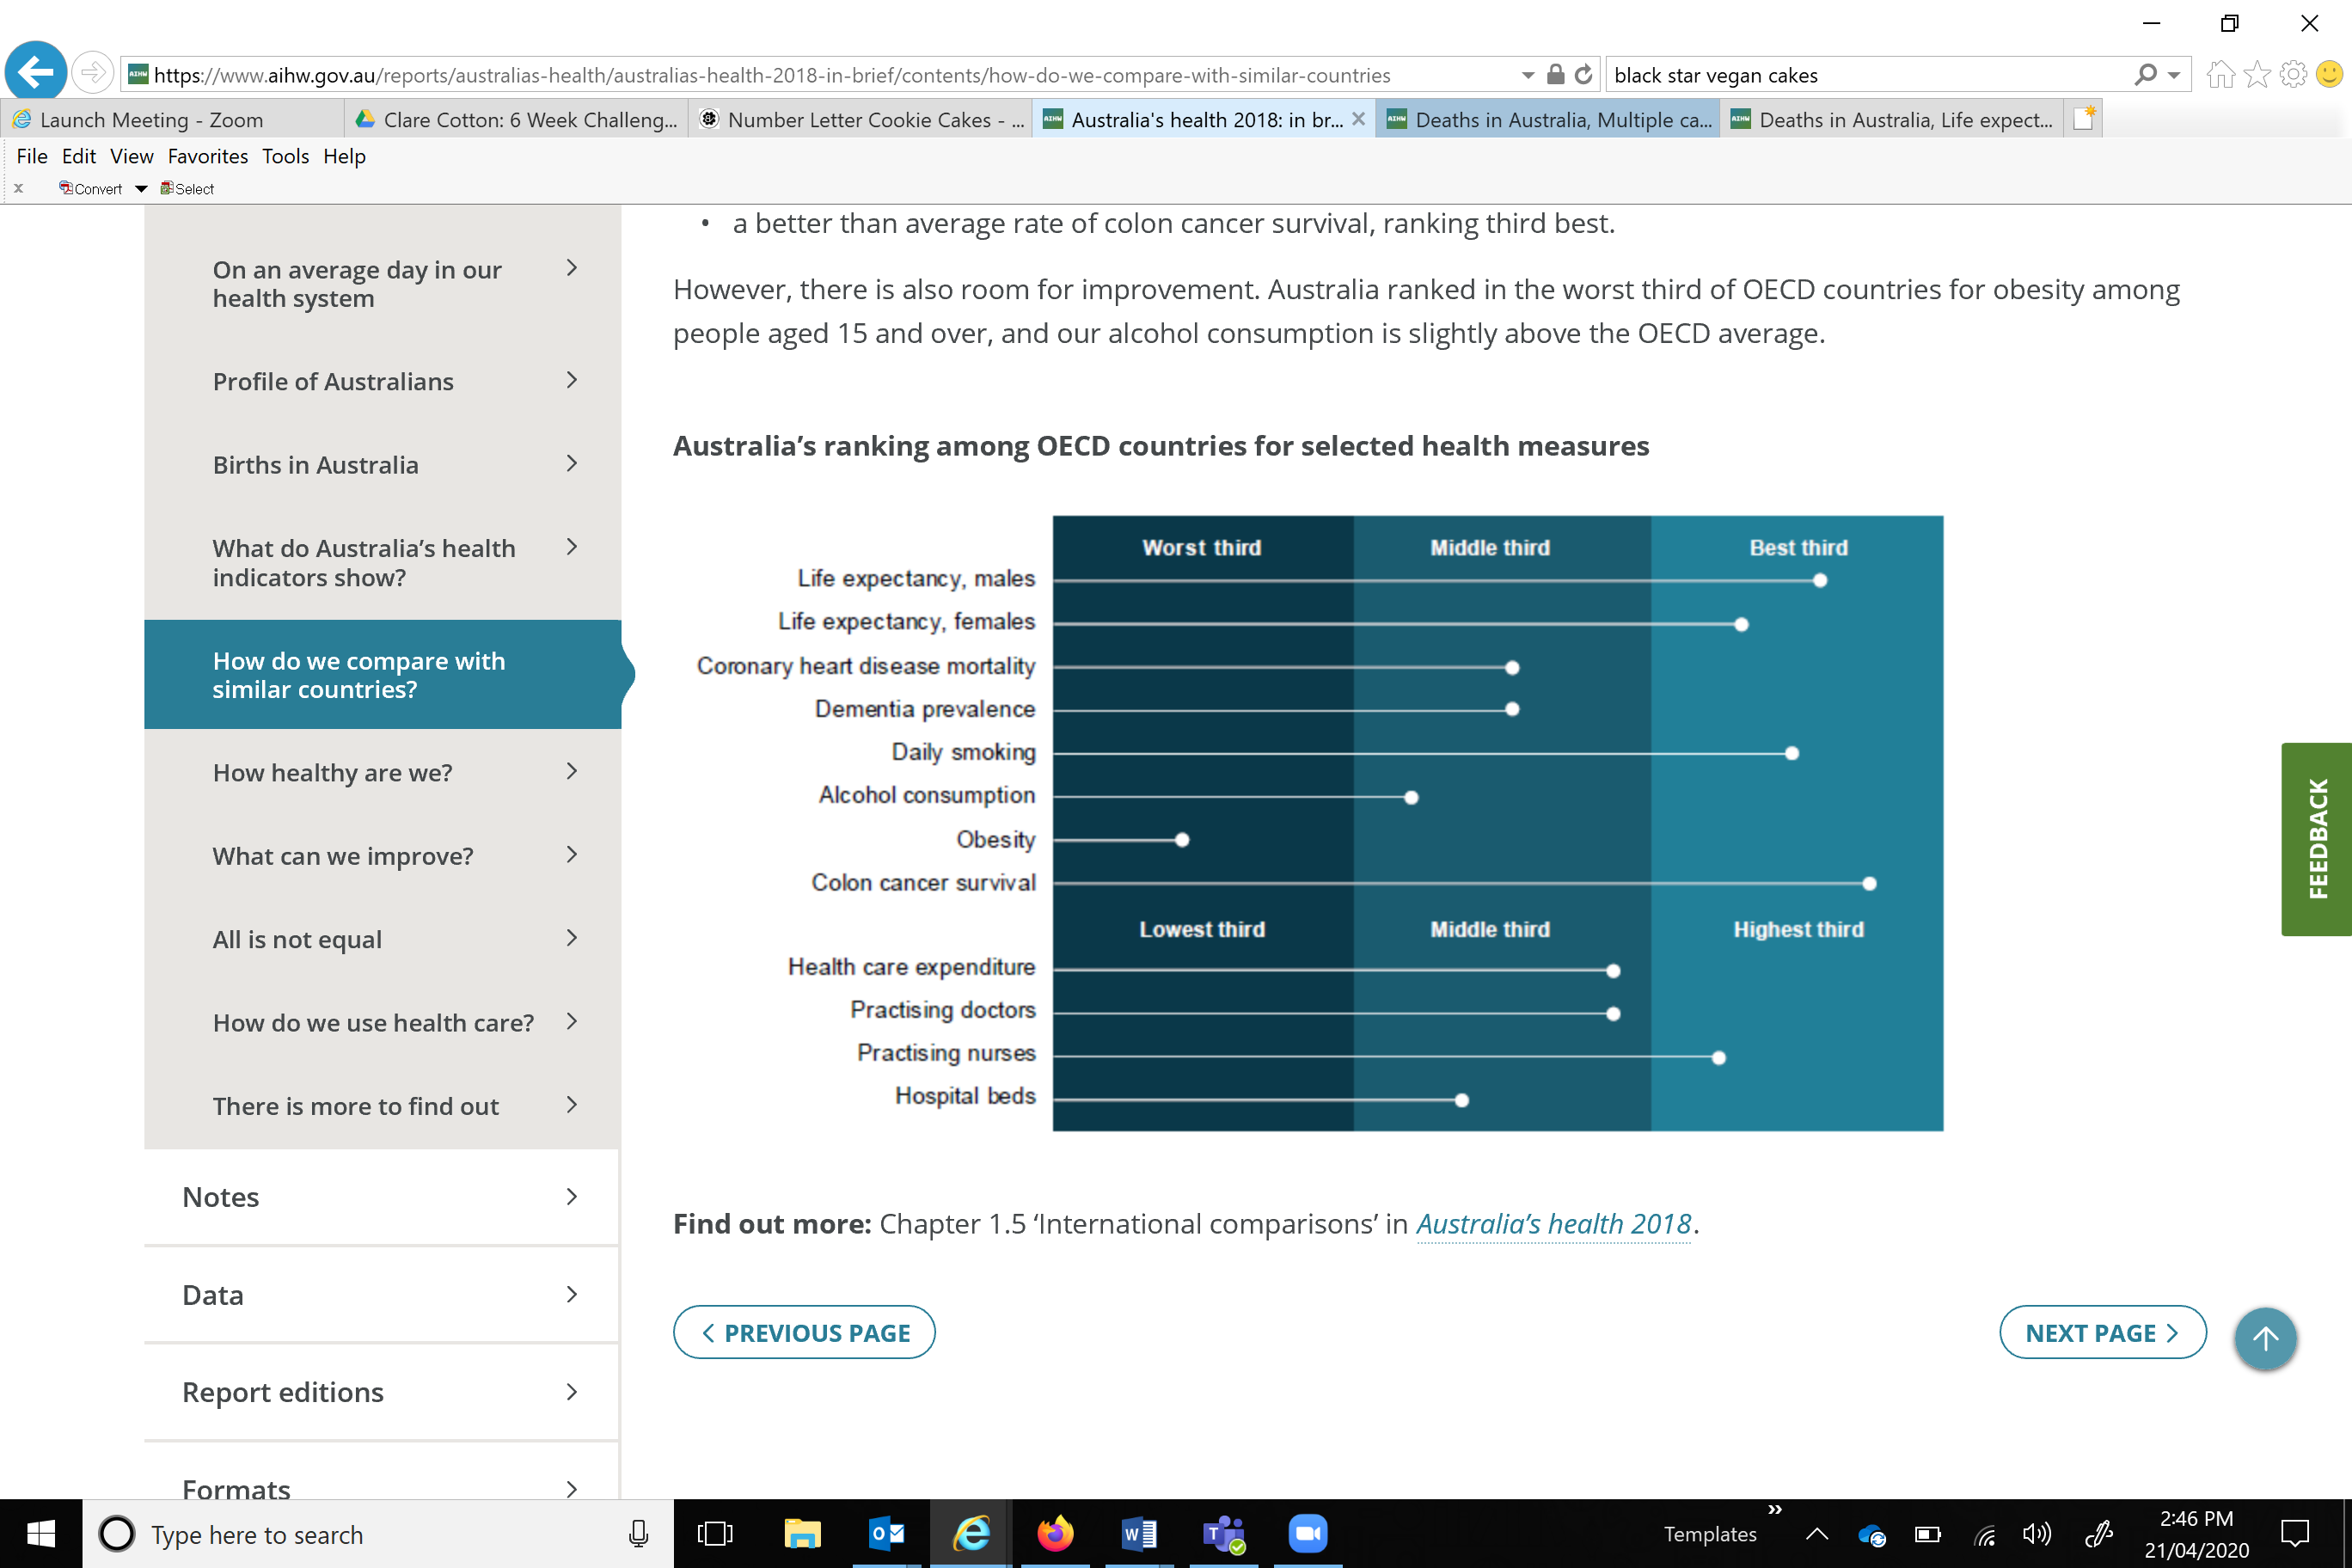 https://www.aihw.gov.au/reports/australias-health/australias-health-2018-in-brief/contents/how-do-we-compare-with-similar-countries
black star vegan cakes
Launch Meeting - Zoom
Clare Cotton: 6 Week Challeng...
Number Letter Cookie Cakes - ...
Australia's health 2018: in br...
Deaths in Australia, Multiple ca...
Deaths in Australia, Life expect...
File Edit View Favorites Tools Help
x Convert Select
On an average day in our
health system
Profile of Australians
Births in Australia
What do Australia’s health
indicators show?
How do we compare with
similar countries?
How healthy are we?
What can we improve?
All is not equal
How do we use health care?
There is more to find out
Notes
Data
Report editions
Formats
• a better than average rate of colon cancer survival, ranking third best.
However, there is also room for improvement. Australia ranked in the worst third of OECD countries for obesity among
people aged 15 and over, and our alcohol consumption is slightly above the OECD average.
Australia’s ranking among OECD countries for selected health measures
Worst third Middle third Best third
Life expectancy, males
Life expectancy, females
Coronary heart disease mortality
Dementia prevalence
Daily smoking
Alcohol consumption
Obesity
Colon cancer survival
Lowest third Middle third Highest third
Health care expenditure
Practising doctors
Practising nurses
Hospital beds
Find out more: Chapter 1.5 ‘International comparisons’ in Australia’s health 2018.
PREVIOUS PAGE
NEXT PAGE
FEEDBACK
Type here to search
Templates
2:46 PM
21/04/2020